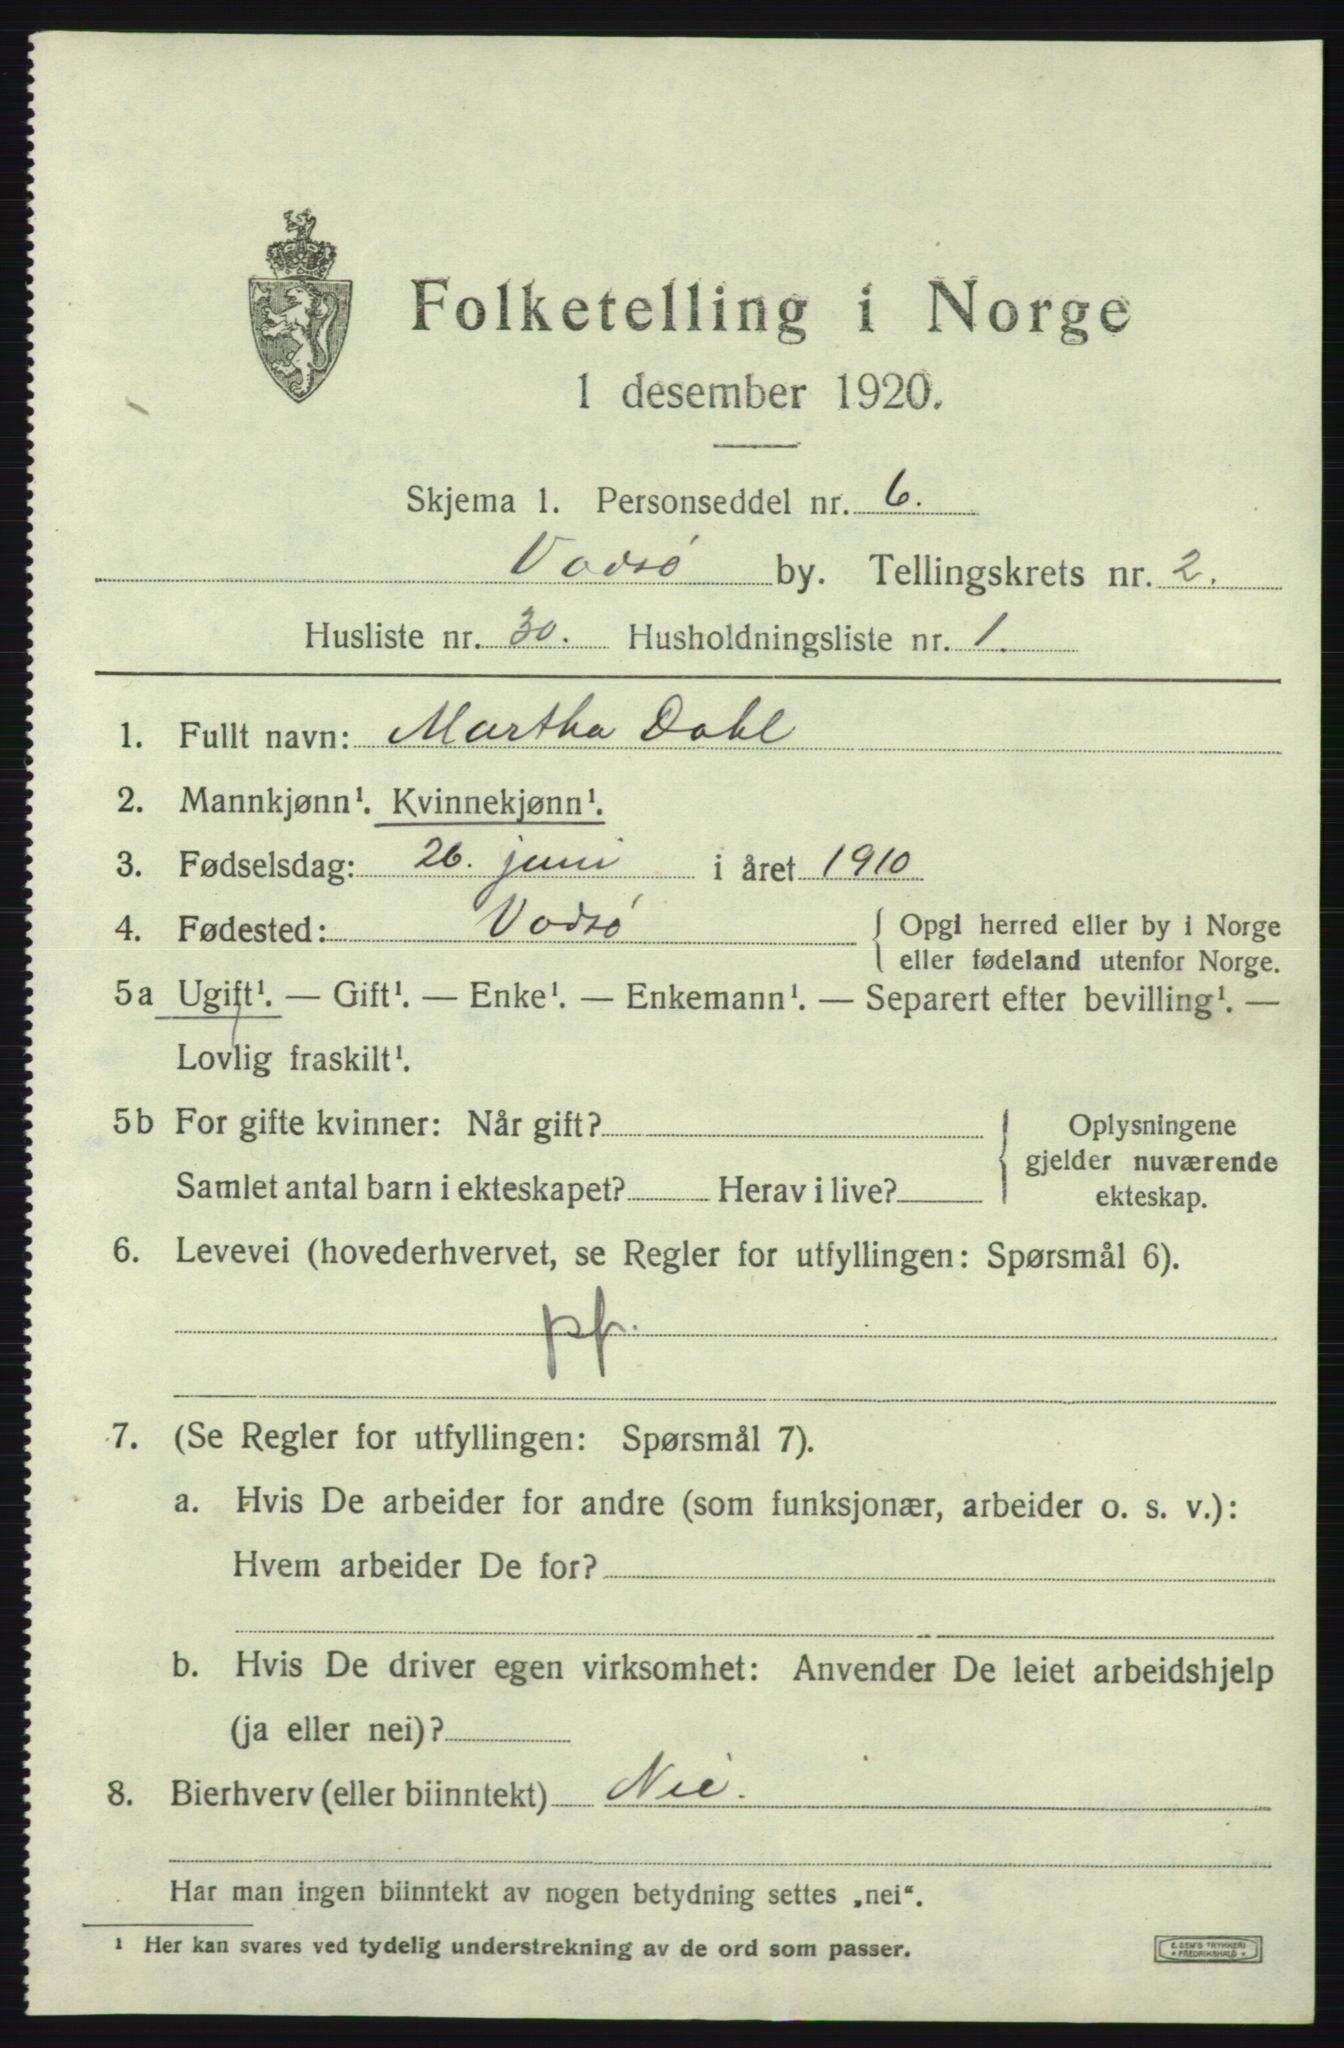 Folketelling i Norge
1 desember 1920.
Skjema 1. Personseddel nr. 6.
Vadsø by. Tellingskrets nr. 2.
Husliste nr. 30. Husholdningsliste nr. 1.
1. Fullt navn: Martha Dahl
2. Mannkjønn¹. Kvinnekjønn¹.
3. Fødselsdag: 26. juni i året 1910
4. Fødested: Vadsø { Opgi herred eller by i Norge
eller fødeland utenfor Norge.
5a Ugift¹. — Gift¹. — Enke¹. — Enkemann¹. — Separert efter bevilling¹. —
Lovlig fraskilt¹.
5b For gifte kvinner: Når gift? { Oplysningene
gjelder nuværende
Samlet antal barn i ekteskapet? Herav i live? ekteskap.
6. Levevei (hovederhvervet, se Regler for utfyllingen: Spørsmål 6).
pf.
7. (Se Regler for utfyllingen: Spørsmål 7).
a. Hvis De arbeider for andre (som funksjonær, arbeider o. s. v.):
Hvem arbeider De for?
b. Hvis De driver egen virksomhet: Anvender De leiet arbeidshjelp
(ja eller nei)?
8. Bierhverv (eller biinntekt) Nei.
Har man ingen biinntekt av nogen betydning settes „nei“.
¹ Her kan svares ved tydelig understrekning av de ord som passer.
E. SEM'S TRYKKERI
* FREDRIKSHALD *